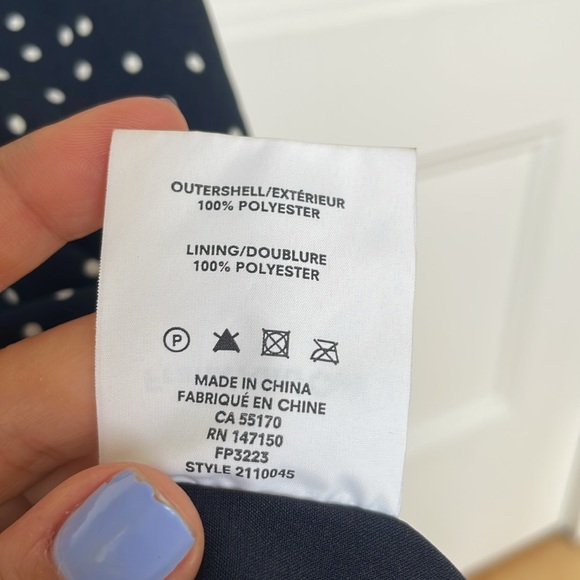 OUTERSHELL/EXTÉRIEUR
100% POLYESTER
LINING/DOUBLURE
100% POLYESTER
P
MADE IN CHINA
FABRIQUÉ EN CHINE
CA 55170
RN 147150
FP3223
STYLE 2110045